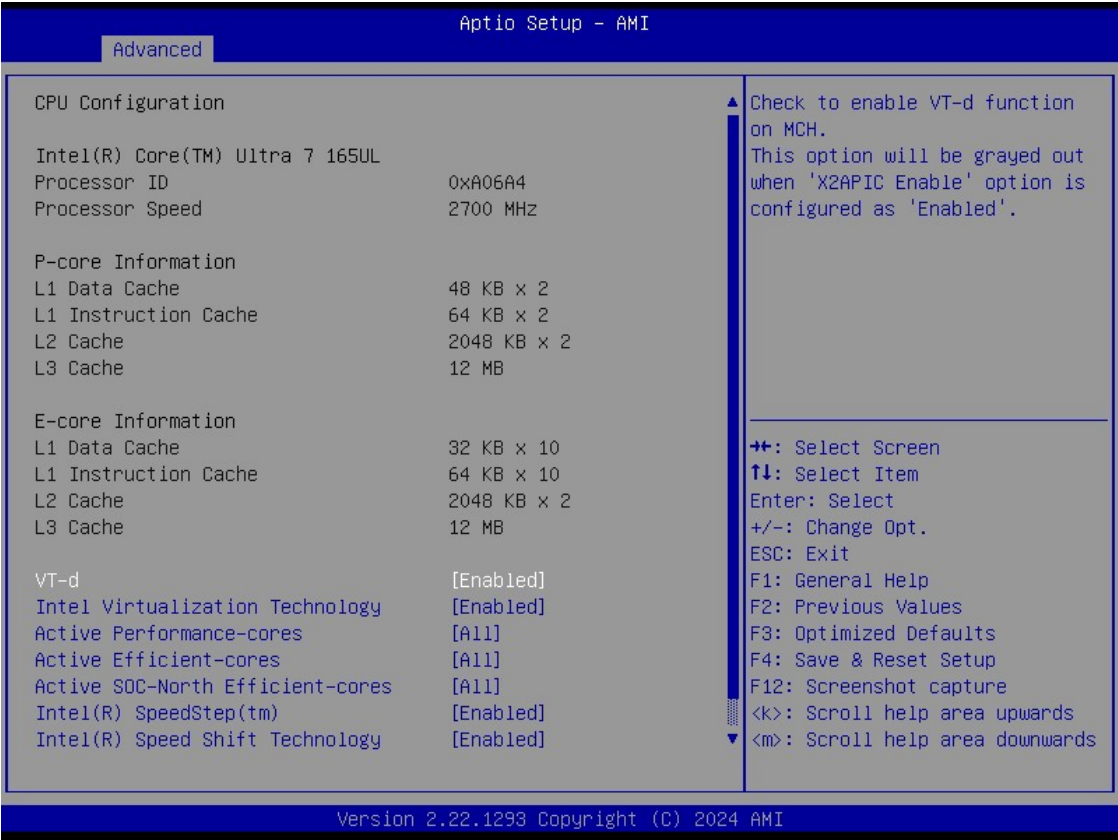 Aptio Setup - AMI
Advanced
CPU Configuration
Intel(R) Core(TM) Ultra 7 165UL
Processor ID 0xA06A4
Processor Speed 2700 MHz
P-core Information
L1 Data Cache 48 KB x 2
L1 Instruction Cache 64 KB x 2
L2 Cache 2048 KB x 2
L3 Cache 12 MB
E-core Information
L1 Data Cache 32 KB x 10
L1 Instruction Cache 64 KB x 10
L2 Cache 2048 KB x 2
L3 Cache 12 MB
VT-d [Enabled]
Intel Virtualization Technology [Enabled]
Active Performance-cores [All]
Active Efficient-cores [All]
Active SOC-North Efficient-cores [All]
Intel(R) SpeedStep(tm) [Enabled]
Intel(R) Speed Shift Technology [Enabled]
Check to enable VT-d function
on MCH.
This option will be grayed out
when 'X2APIC Enable' option is
configured as 'Enabled'.
→←: Select Screen
↑↓: Select Item
Enter: Select
+/-: Change Opt.
ESC: Exit
F1: General Help
F2: Previous Values
F3: Optimized Defaults
F4: Save & Reset Setup
F12: Screenshot capture
<k>: Scroll help area upwards
<m>: Scroll help area downwards
Version 2.22.1293 Copyright (C) 2024 AMI